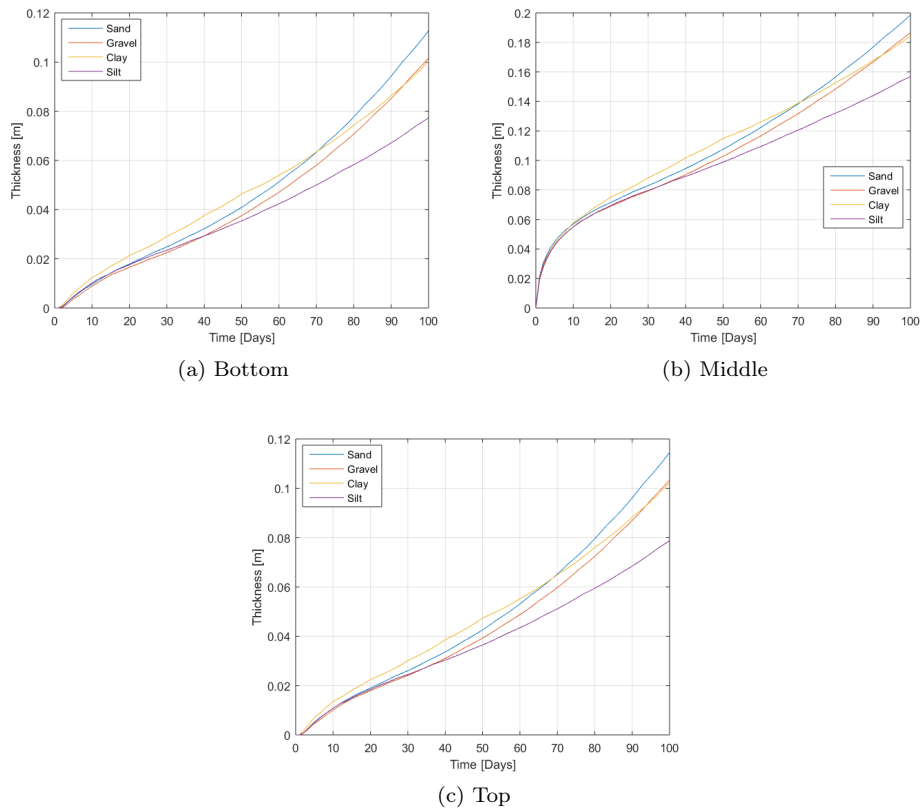 0.12
0.1
0.08
0.06
0.04
0.02
0
Thickness [m]
Sand
Gravel
Clay
Silt
0 10 20 30 40 50 60 70 80 90 100
Time [Days]
(a) Bottom
0.2
0.18
0.16
0.14
0.12
0.1
0.08
0.06
0.04
0.02
0
Thickness [m]
Sand
Gravel
Clay
Silt
0 10 20 30 40 50 60 70 80 90 100
Time [Days]
(b) Middle
0.12
0.1
0.08
0.06
0.04
0.02
0
Thickness [m]
Sand
Gravel
Clay
Silt
0 10 20 30 40 50 60 70 80 90 100
Time [Days]
(c) Top